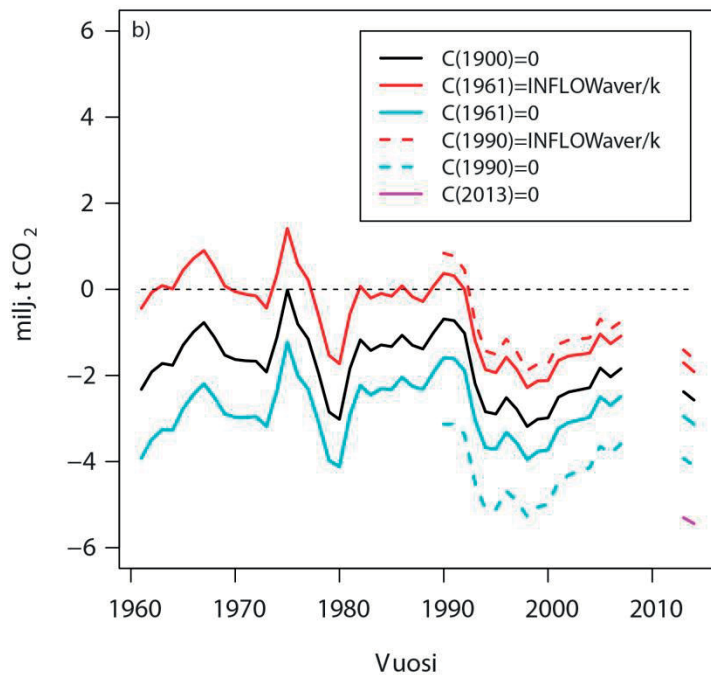 b)
C(1900)=0
C(1961)=INFLOWaver/k
C(1961)=0
C(1990)=INFLOWaver/k
C(1990)=0
C(2013)=0
6
4
2
0
−2
−4
−6
milj. t CO₂
1960 1970 1980 1990 2000 2010
Vuosi